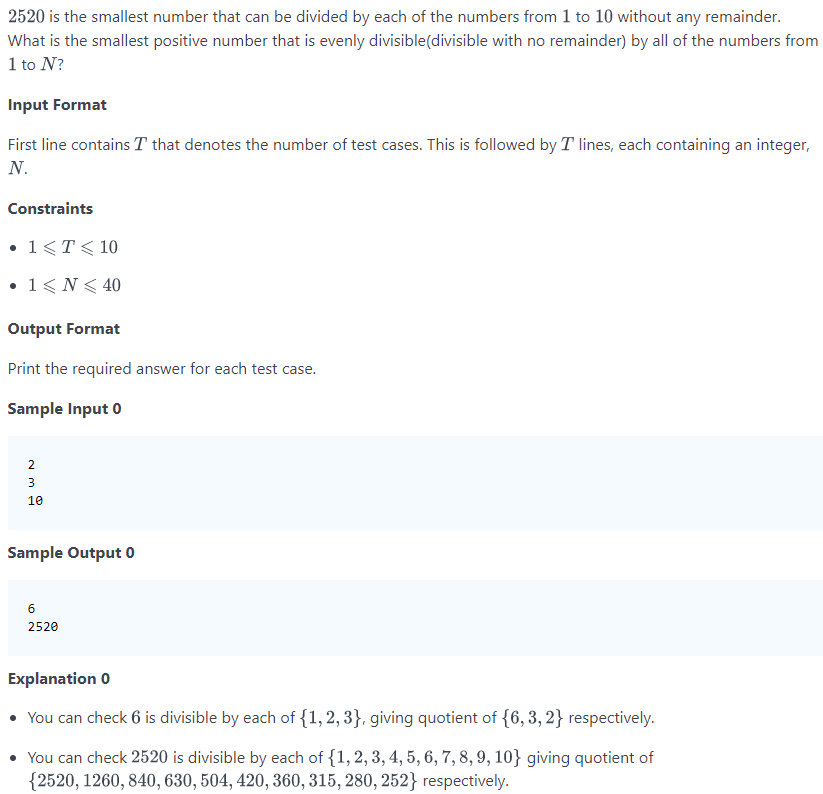 2520 is the smallest number that can be divided by each of the numbers from 1 to 10 without any remainder.
What is the smallest positive number that is evenly divisible(divisible with no remainder) by all of the numbers from
1 to N?
Input Format
First line contains T that denotes the number of test cases. This is followed by T lines, each containing an integer,
N.
Constraints
• 1 ⩽ T ⩽ 10
• 1 ⩽ N ⩽ 40
Output Format
Print the required answer for each test case.
Sample Input 0
2
3
10
Sample Output 0
6
2520
Explanation 0
• You can check 6 is divisible by each of {1, 2, 3}, giving quotient of {6, 3, 2} respectively.
• You can check 2520 is divisible by each of {1, 2, 3, 4, 5, 6, 7, 8, 9, 10} giving quotient of
{2520, 1260, 840, 630, 504, 420, 360, 315, 280, 252} respectively.